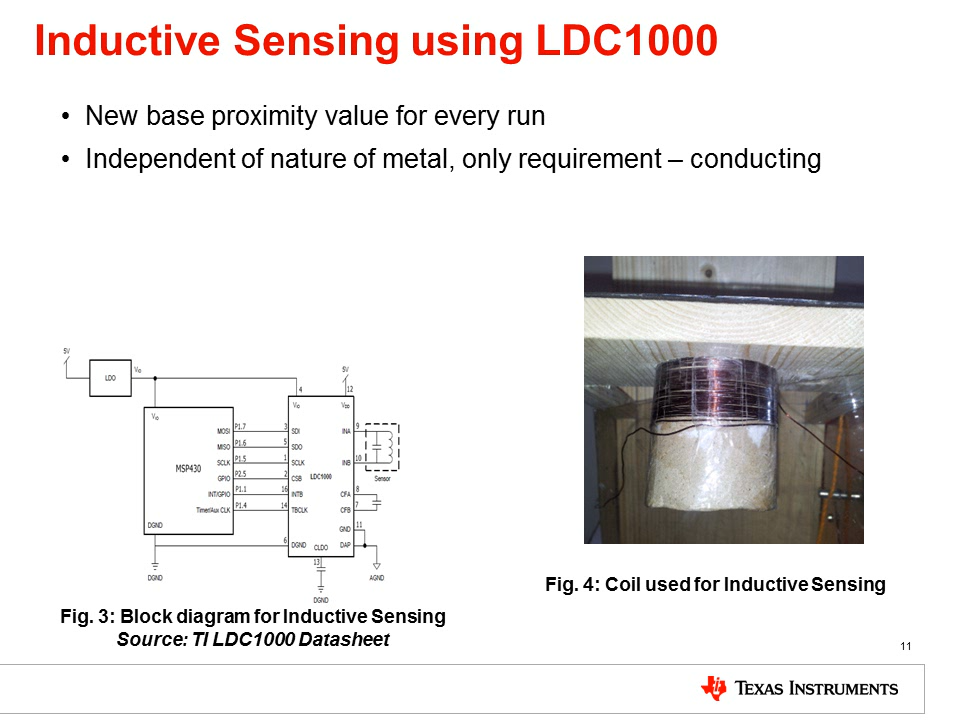 Inductive Sensing using LDC1000
• New base proximity value for every run
• Independent of nature of metal, only requirement – conducting
5V
LDO
VIO
5V
4
12
VIO
VIO
VDD
MOSI P1.7 3 SDI
INA 9
MISO P1.6 5 SDO
SCLK P1.5 1 SCLK
INB 10
MSP430
LDC1000
GPIO P2.5 2 CSB
Sensor
INT/GPIO P1.1 16 INTB
CFA 8
Timer/Aux CLK P1.4 14 TBCLK
CFB 7
DGND
GND 11
6 DGND
DAP
CLDO
13
DGND
AGND
DGND
Fig. 3: Block diagram for Inductive Sensing
Source: TI LDC1000 Datasheet
Fig. 4: Coil used for Inductive Sensing
11
TEXAS INSTRUMENTS